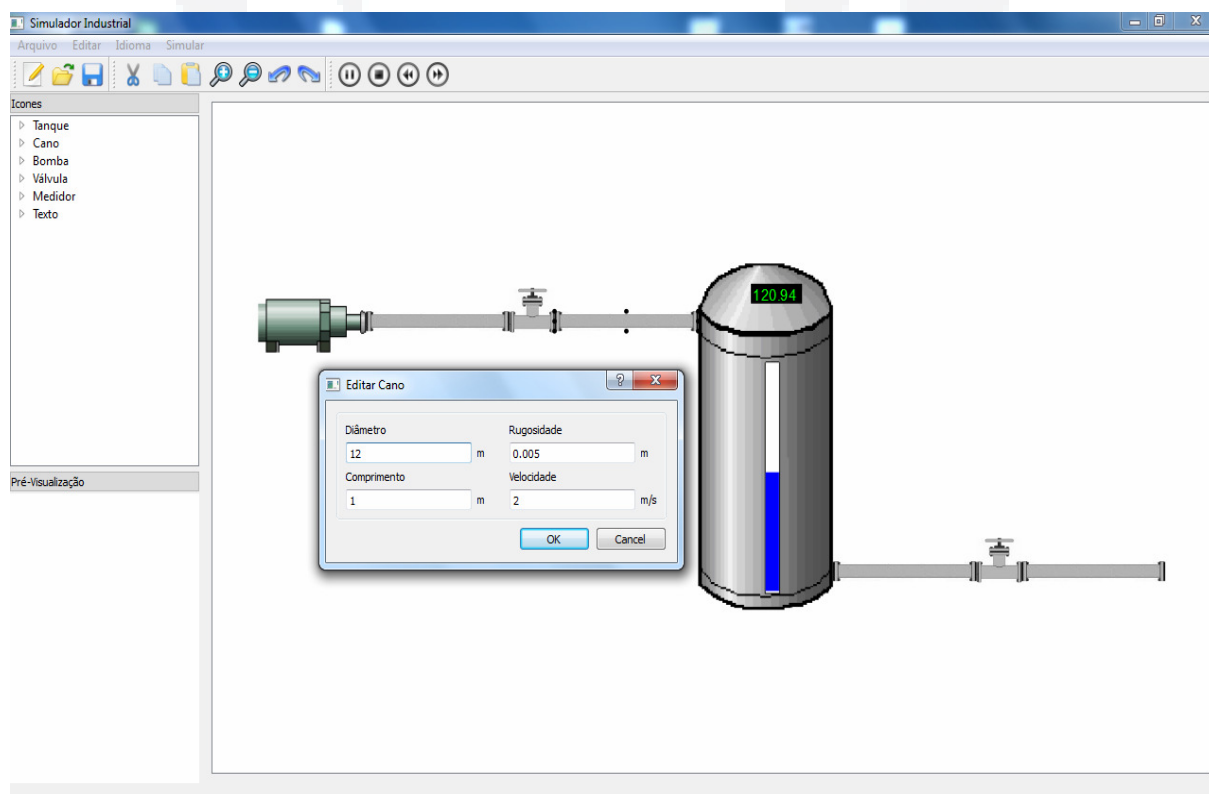 Simulador Industrial
Arquivo Editar Idioma Simular
Icones
Tanque
Cano
Bomba
Válvula
Medidor
Texto
Pré-Visualização
120.94
Editar Cano
Diâmetro Rugosidade
12 m 0.005 m
Comprimento Velocidade
1 m 2 m/s
OK Cancel